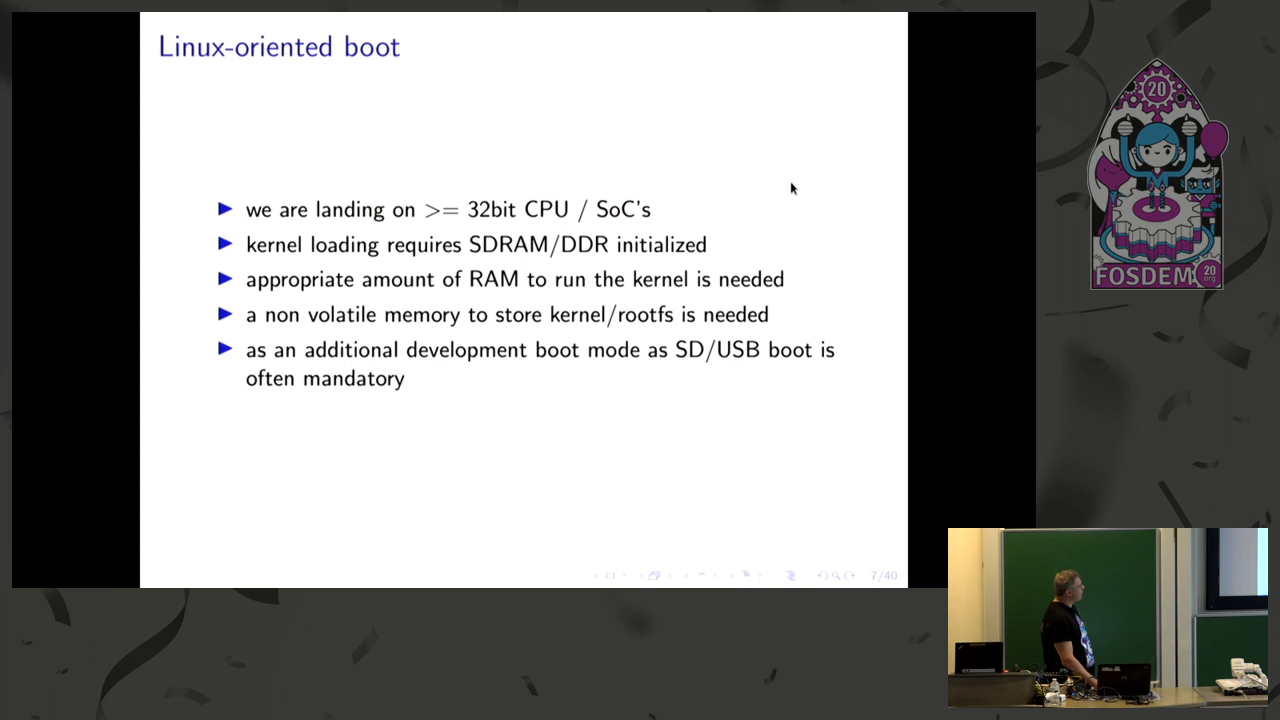 Linux-oriented boot
we are landing on >= 32bit CPU / SoC's
kernel loading requires SDRAM/DDR initialized
appropriate amount of RAM to run the kernel is needed
a non volatile memory to store kernel/rootfs is needed
as an additional development boot mode as SD/USB boot is
often mandatory
7/40
20
FOSDEM 20
.org